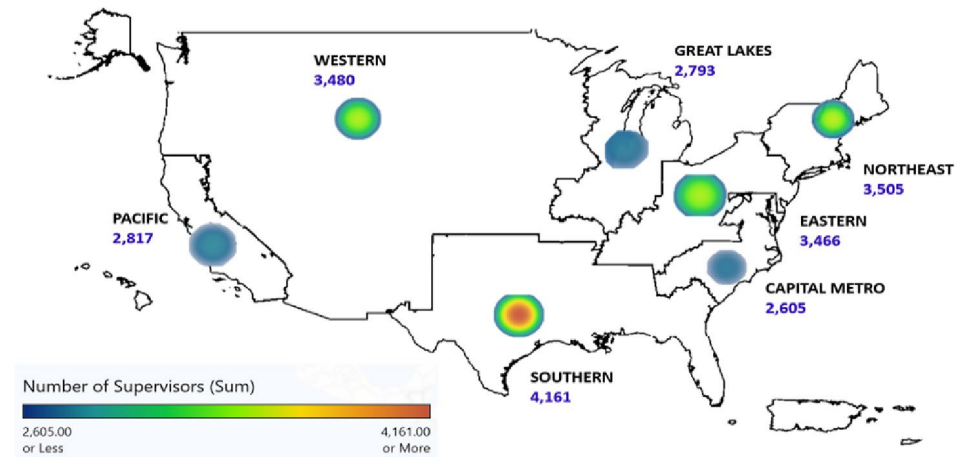 GREAT LAKES
2,793
WESTERN
3,480
NORTHEAST
3,505
PACIFIC
2,817
EASTERN
3,466
CAPITAL METRO
2,605
SOUTHERN
4,161
Number of Supervisors (Sum)
2,605.00
or Less
4,161.00
or More